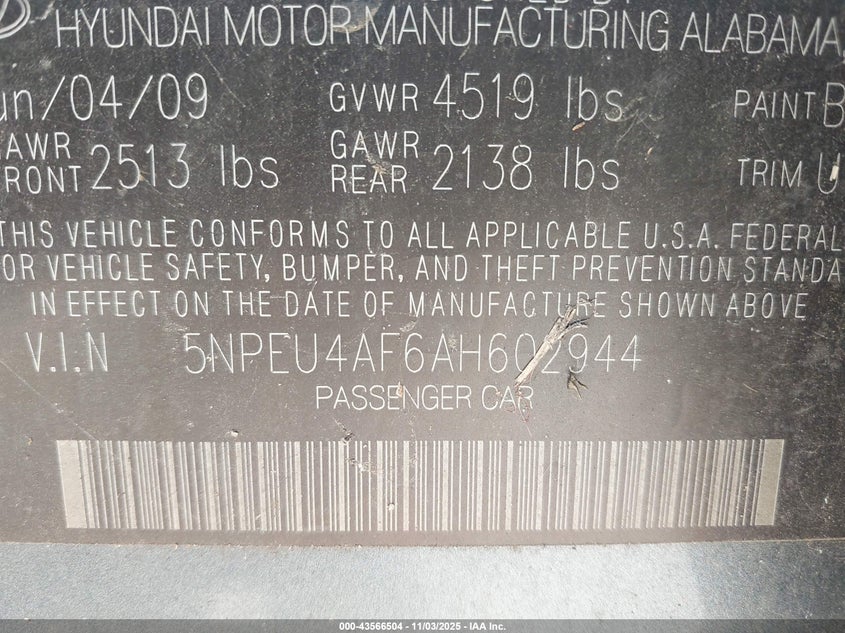 HYUNDAI MOTOR MANUFACTURING ALABAMA,
un/04/09 GVWR 4519 lbs PAINT B
GAWR FRONT 2513 lbs GAWR REAR 2138 lbs TRIM U
THIS VEHICLE CONFORMS TO ALL APPLICABLE U.S.A. FEDERAL
OR VEHICLE SAFETY, BUMPER, AND THEFT PREVENTION STANDA
IN EFFECT ON THE DATE OF MANUFACTURE SHOWN ABOVE
V.I.N 5NPEU4AF6AH602944
PASSENGER CAR
000-43566504 - 11/03/2025 - IAA Inc.